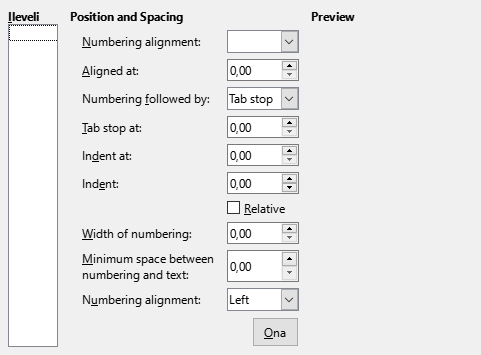 Ileveli
Position and Spacing
Preview
Numbering alignment:
Aligned at:
0,00
Numbering followed by:
Tab stop
Tab stop at:
0,00
Indent at:
0,00
Indent:
0,00
Relative
Width of numbering:
0,00
Minimum space between
numbering and text:
0,00
Numbering alignment:
Left
Ona